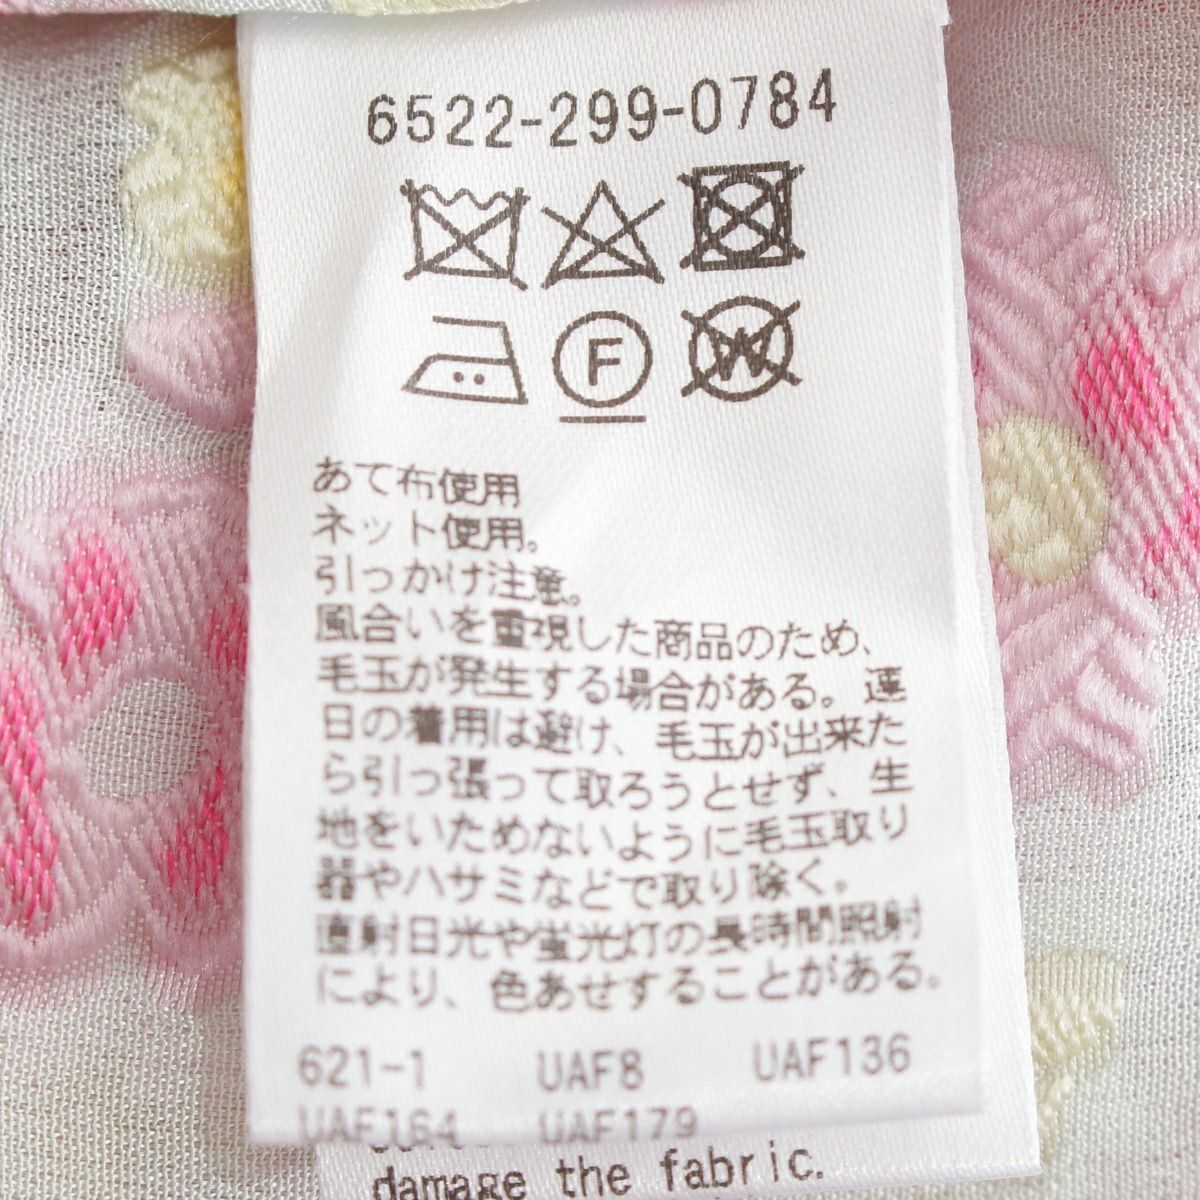 6522-299-0784
F
W
あて布使用
ネット使用。
引っかけ注意。
風合いを重視した商品のため、
毛玉が発生する場合がある。連
日の着用は避け、毛玉が出来た
ら引っ張って取ろうとせず、生
地をいためないように毛玉取り
器やハサミなどで取り除く。
直射日光や蛍光灯の長時間照射
により、色あせすることがある。
621-1 UAF8 UAF136
UAF164 UAF179
damage the fabric.